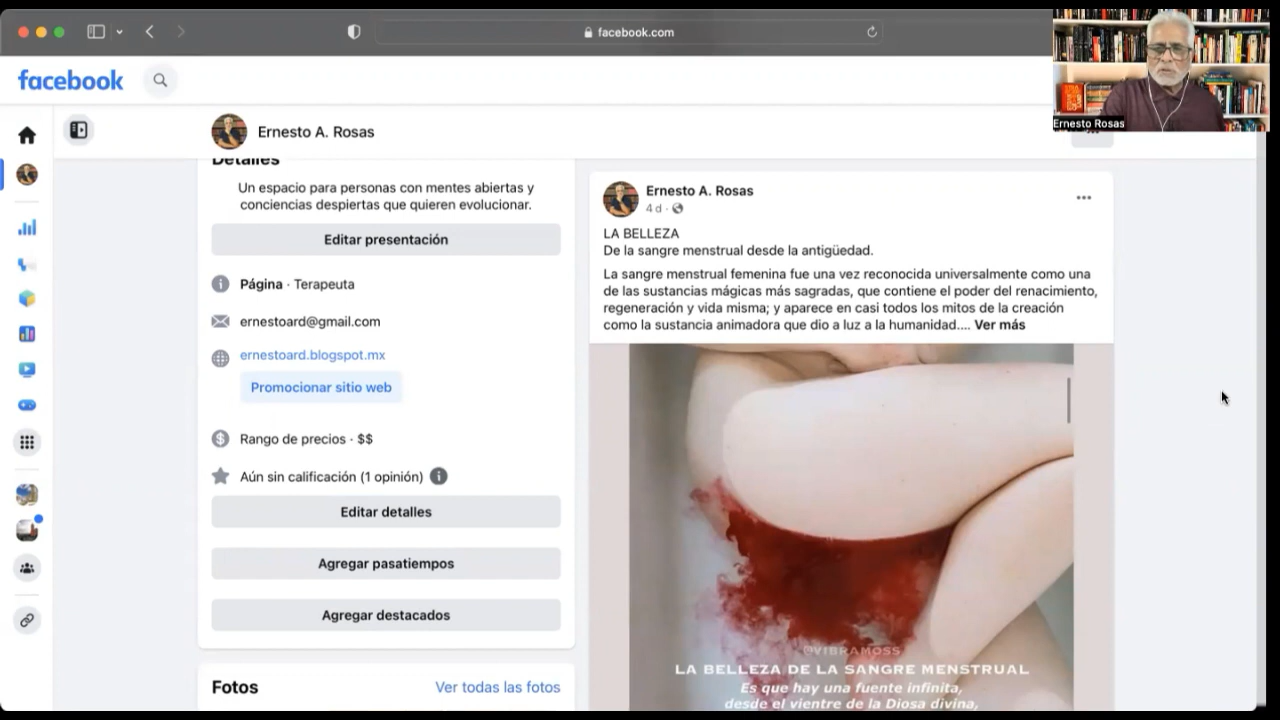 facebook.com
facebook
Ernesto Rosas
Ernesto A. Rosas
Detalles
Un espacio para personas con mentes abiertas y
conciencias despiertas que quieren evolucionar.
Editar presentación
Página · Terapeuta
ernestoard@gmail.com
ernestoard.blogspot.mx
Promocionar sitio web
Rango de precios · $$
Aún sin calificación (1 opinión)
Editar detalles
Agregar pasatiempos
Agregar destacados
Fotos
Ver todas las fotos
Ernesto A. Rosas
4 d ·
LA BELLEZA
De la sangre menstrual desde la antigüedad.
La sangre menstrual femenina fue una vez reconocida universalmente como una
de las sustancias mágicas más sagradas, que contiene el poder del renacimiento,
regeneración y vida misma; y aparece en casi todos los mitos de la creación
como la sustancia animadora que dio a luz a la humanidad.... Ver más
@VIBRAMOSS
LA BELLEZA DE LA SANGRE MENSTRUAL
Es que hay una fuente infinita,
desde el vientre de la Diosa divina,